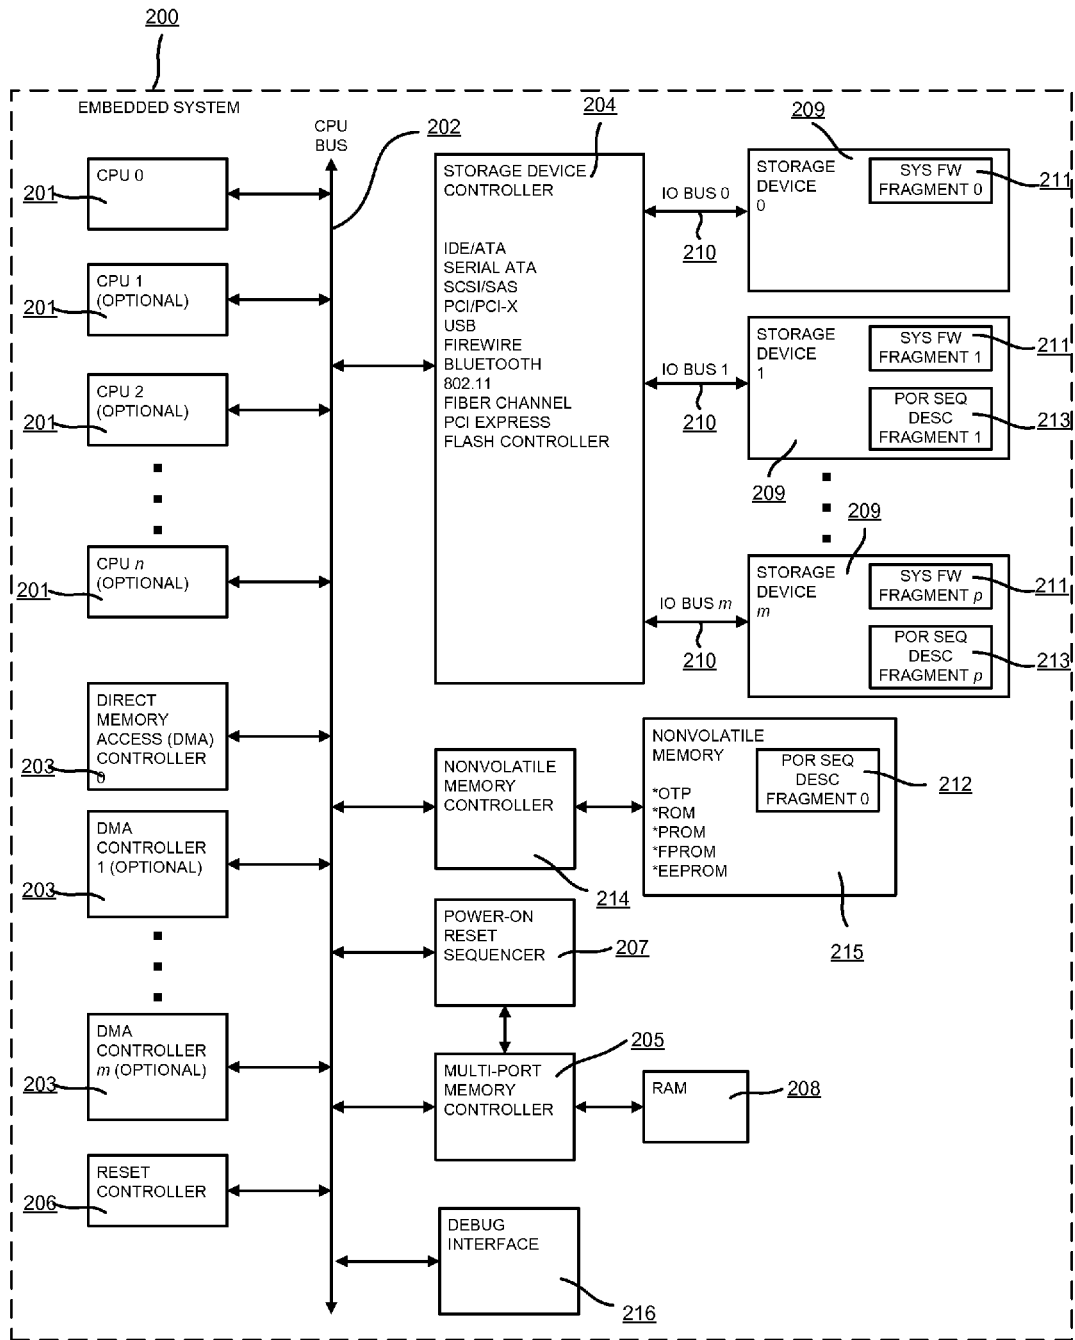 200
EMBEDDED SYSTEM
CPU
BUS
202
CPU 0
201
CPU 1
(OPTIONAL)
201
CPU 2
(OPTIONAL)
201
CPU n
(OPTIONAL)
201
DIRECT
MEMORY
ACCESS (DMA)
CONTROLLER
0
203
DMA
CONTROLLER
1 (OPTIONAL)
203
DMA
CONTROLLER
m (OPTIONAL)
203
RESET
CONTROLLER
206
204
STORAGE DEVICE
CONTROLLER
IDE/ATA
SERIAL ATA
SCSI/SAS
PCI/PCI-X
USB
FIREWIRE
BLUETOOTH
802.11
FIBER CHANNEL
PCI EXPRESS
FLASH CONTROLLER
IO BUS 0
210
IO BUS 1
210
IO BUS m
210
209
STORAGE
DEVICE
0
SYS FW
FRAGMENT 0
211
STORAGE
DEVICE
1
SYS FW
FRAGMENT 1
211
POR SEQ
DESC
FRAGMENT 1
213
209
209
STORAGE
DEVICE
m
SYS FW
FRAGMENT p
211
POR SEQ
DESC
FRAGMENT p
213
NONVOLATILE
MEMORY
CONTROLLER
214
NONVOLATILE
MEMORY
*OTP
*ROM
*PROM
*FPROM
*EEPROM
POR SEQ
DESC
FRAGMENT 0
212
215
POWER-ON
RESET
SEQUENCER
207
MULTI-PORT
MEMORY
CONTROLLER
205
RAM
208
DEBUG
INTERFACE
216